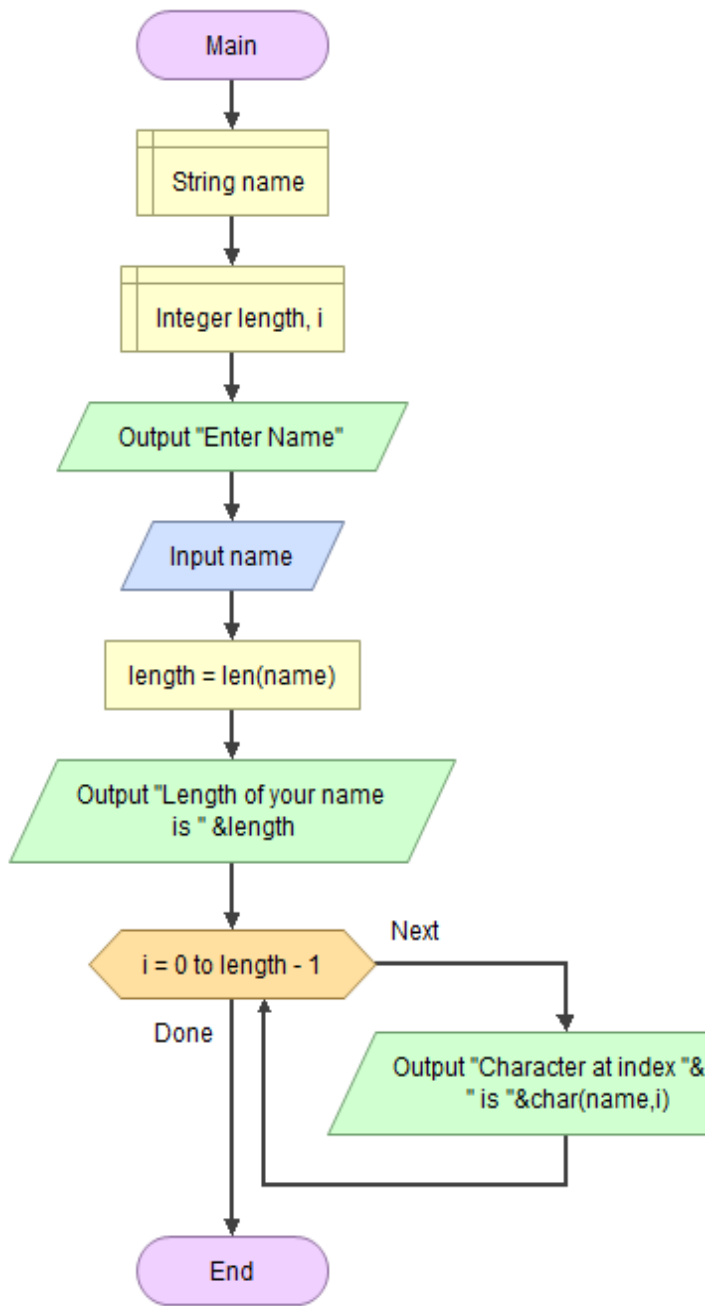 Main
String name
Integer length, i
Output "Enter Name"
Input name
length = len(name)
Output "Length of your name
is " &length
i = 0 to length - 1
Next
Done
Output "Character at index "&
" is "&char(name,i)
End